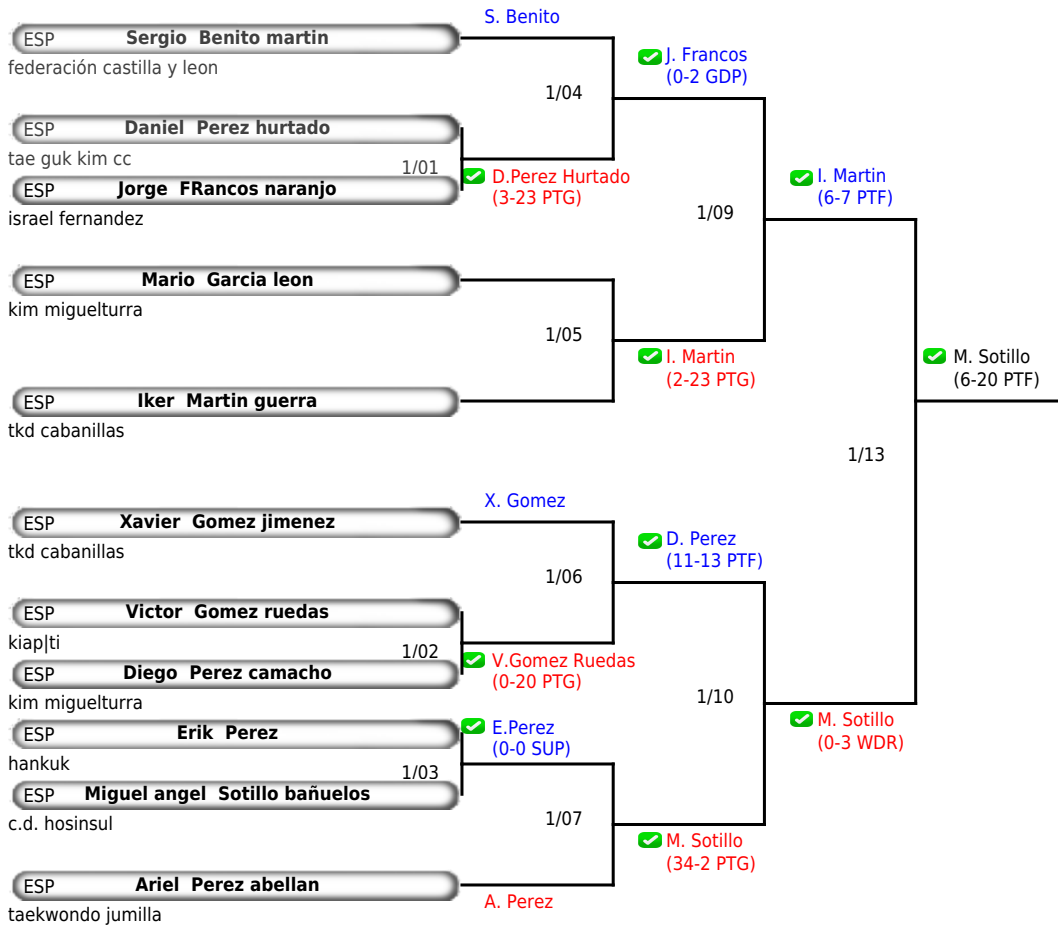 S. Benito
ESP Sergio Benito martin
federación castilla y leon
J. Francos
(0-2 GDP)
1/04
ESP Daniel Perez hurtado
tae guk kim cc
1/01
D.Perez Hurtado
(3-23 PTG)
ESP Jorge FRancos naranjo
israel fernandez
I. Martin
(6-7 PTF)
1/09
ESP Mario Garcia leon
kim miguelturra
1/05
I. Martin
(2-23 PTG)
ESP Iker Martin guerra
tkd cabanillas
M. Sotillo
(6-20 PTF)
1/13
X. Gomez
ESP Xavier Gomez jimenez
tkd cabanillas
D. Perez
(11-13 PTF)
1/06
ESP Victor Gomez ruedas
kiap|ti
1/02
V.Gomez Ruedas
(0-20 PTG)
ESP Diego Perez camacho
kim miguelturra
1/10
M. Sotillo
(0-3 WDR)
ESP Erik Perez
hankuk
E.Perez
(0-0 SUP)
1/03
ESP Miguel angel Sotillo bañuelos
c.d. hosinsul
1/07
M. Sotillo
(34-2 PTG)
ESP Ariel Perez abellan
taekwondo jumilla
A. Perez